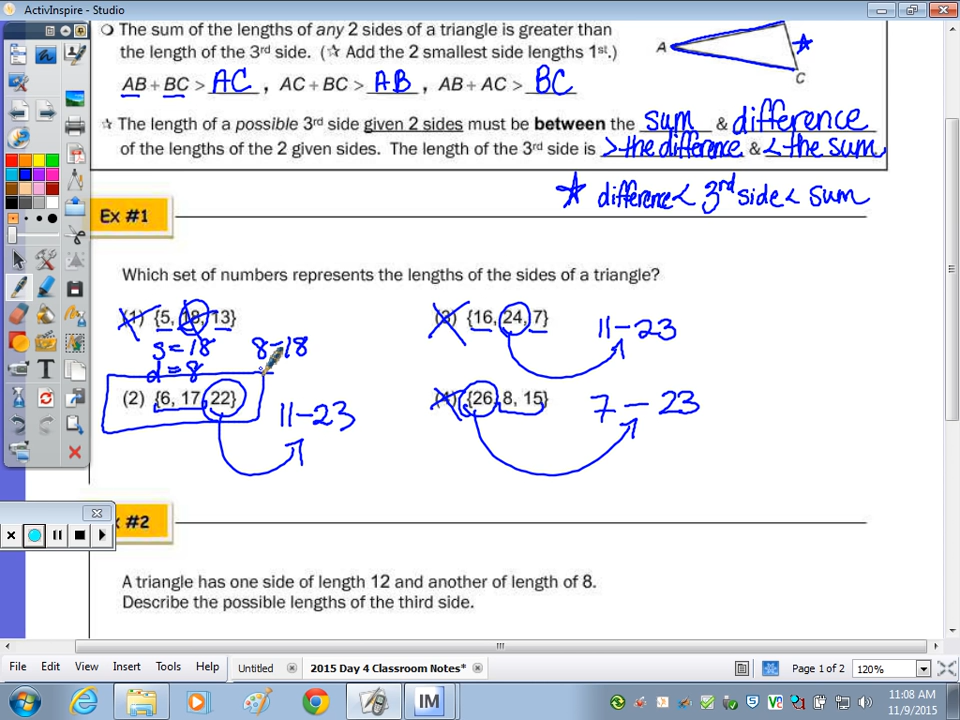 ActivInspire - Studio
The sum of the lengths of any 2 sides of a triangle is greater than
the length of the 3rd side. (☆ Add the 2 smallest side lengths 1st.)
AB + BC > AC , AC + BC > AB , AB + AC > BC
A
C
☆ The length of a possible 3rd side given 2 sides must be between the sum & difference
of the lengths of the 2 given sides. The length of the 3rd side is > the difference & < the sum
★ difference < 3rd side < sum
Ex #1
Which set of numbers represents the lengths of the sides of a triangle?
(1) {5, 18, 13}
(3) {16, 24, 7}
11-23
s = 18
8-18
d = 8
(2) {6, 17, 22}
11-23
(4) {26, 8, 15}
7 - 23
x #2
A triangle has one side of length 12 and another of length of 8.
Describe the possible lengths of the third side.
File Edit View Insert Tools Help Untitled 2015 Day 4 Classroom Notes* Page 1 of 2 120%
IM
11:08 AM
11/9/2015